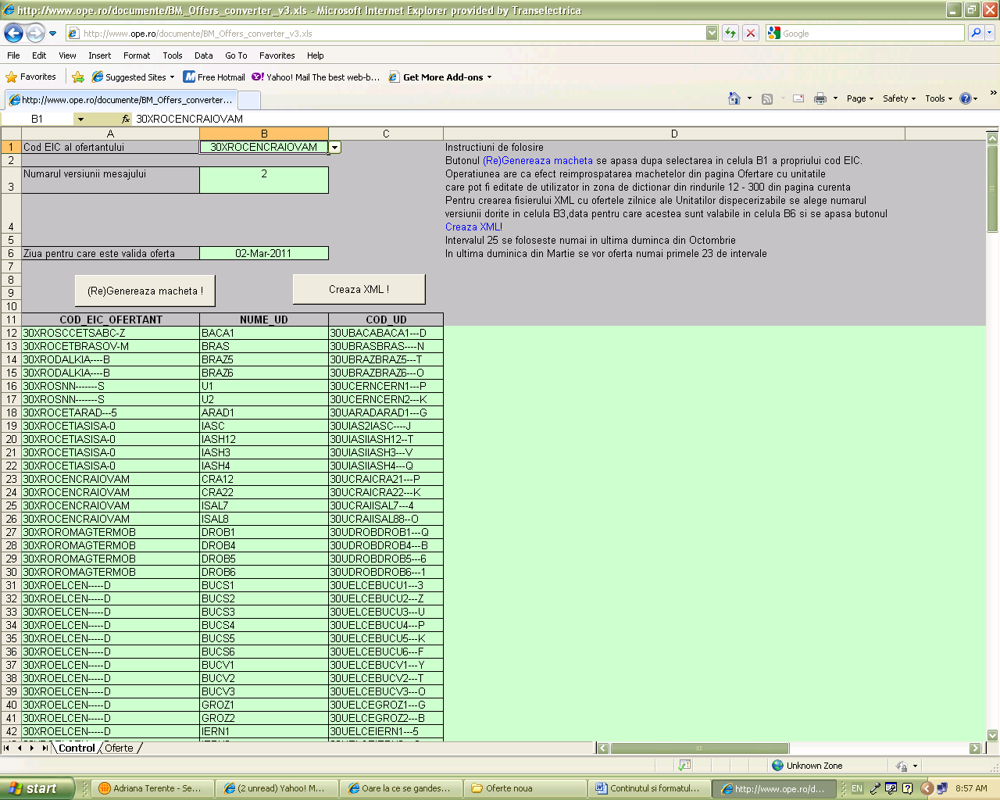 http://www.ope.ro/documente/BM_Offers_converter_v3.xls - Microsoft Internet Explorer provided by Transelectrica
http://www.ope.ro/documente/BM_Offers_converter_v3.xls
Google
File Edit View Insert Format Tools Data Go To Favorites Help
Favorites Suggested Sites Free Hotmail Yahoo! Mail The best web-b... Get More Add-ons
http://www.ope.ro/documente/BM_Offers_converter... Page Safety Tools
B1 fx 30XROCENCRAIOVAM
A B C D
1 Cod EIC al ofertantului 30XROCENCRAIOVAM Instructiuni de folosire
2 Butonul (Re)Genereaza macheta se apasa dupa selectarea in celula B1 a propriului cod EIC.
Numarul versiunii mesajului 2 Operatiunea are ca efect reimprospatarea machetelor din pagina Ofertare cu unitatile
3 care pot fi editate de utilizator in zona de dictionar din rindurile 12 - 300 din pagina curenta
Pentru crearea fisierului XML cu ofertele zilnice ale Unitatilor dispecerizabile se alege numarul
versiunii dorite in celula B3,data pentru care acestea sunt valabile in celula B6 si se apasa butonul
4 Creaza XML!
5 Intervalul 25 se foloseste numai in ultima duminca din Octombrie
6 Ziua pentru care este valida oferta 02-Mar-2011 In ultima duminica din Martie se vor oferta numai primele 23 de intervale
7
8
9 (Re)Genereaza macheta ! Creaza XML !
10
11 COD_EIC_OFERTANT NUME_UD COD_UD
12 30XROSCCETSABC-Z BACA1 30UBACABACA1---D
13 30XROCETBRASOV-M BRAS 30UBRASBRAS----N
14 30XRODALKIA----B BRAZ5 30UBRAZBRAZ5---T
15 30XRODALKIA----B BRAZ6 30UBRAZBRAZ6---O
16 30XROSNN-------S U1 30UCERNCERN1---P
17 30XROSNN-------S U2 30UCERNCERN2---K
18 30XROCETARAD---5 ARAD1 30UARADARAD1---G
19 30XROCETIASISA-0 IASC 30UIAS2IASC----J
20 30XROCETIASISA-0 IASH12 30UIASIIASH12--T
21 30XROCETIASISA-0 IASH3 30UIASIIASH3---V
22 30XROCETIASISA-0 IASH4 30UIASIIASH4---Q
23 30XROCENCRAIOVAM CRA12 30UCRAICRA21---P
24 30XROCENCRAIOVAM CRA22 30UCRAICRA22---K
25 30XROCENCRAIOVAM ISAL7 30UCRAIISAL7---4
26 30XROCENCRAIOVAM ISAL8 30UCRAIISAL88--O
27 30XROROMAGTERMOB DROB1 30UDROBDROB1---Q
28 30XROROMAGTERMOB DROB4 30UDROBDROB4---B
29 30XROROMAGTERMOB DROB5 30UDROBDROB5---6
30 30XROROMAGTERMOB DROB6 30UDROBDROB6---1
31 30XROELCEN-----D BUCS1 30UELCEBUCU1---3
32 30XROELCEN-----D BUCS2 30UELCEBUCU2---Z
33 30XROELCEN-----D BUCS3 30UELCEBUCU3---U
34 30XROELCEN-----D BUCS4 30UELCEBUCU4---P
35 30XROELCEN-----D BUCS5 30UELCEBUCU5---K
36 30XROELCEN-----D BUCS6 30UELCEBUCU6---F
37 30XROELCEN-----D BUCV1 30UELCEBUCV1---Y
38 30XROELCEN-----D BUCV2 30UELCEBUCV2---T
39 30XROELCEN-----D BUCV3 30UELCEBUCV3---O
40 30XROELCEN-----D GROZ1 30UELCEGROZ1---G
41 30XROELCEN-----D GROZ2 30UELCEGROZ2---B
42 30XROELCEN-----D IERN1 30UELCEIERN1---5
Control Oferte
Unknown Zone
start Adriana Terente - Se... (2 unread) Yahoo! M... Oare la ce se gandes... Oferte noua Continutul si formatul... http://www.ope.ro/d... EN 8:57 AM